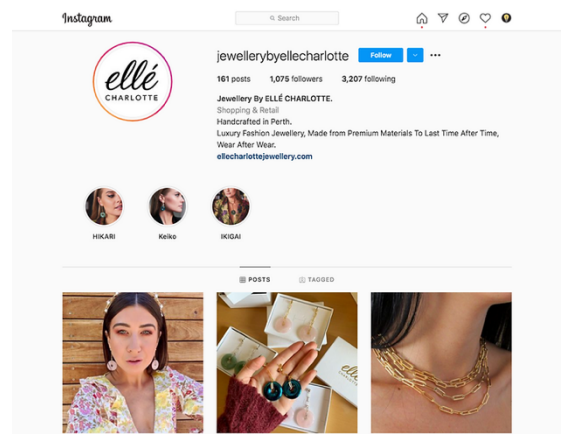 Instagram
Search
jewellerybyellecharlotte Follow
161 posts 1,075 followers 3,207 following
Jewellery By ELLÉ CHARLOTTE.
Shopping & Retail
Handcrafted in Perth.
Luxury Fashion Jewellery, Made from Premium Materials To Last Time After Time,
Wear After Wear.
ellecharlottejewellery.com
ellé
CHARLOTTE
HIKARI Keiko IKIGAI
POSTS TAGGED
ellé
CHARLOTTE